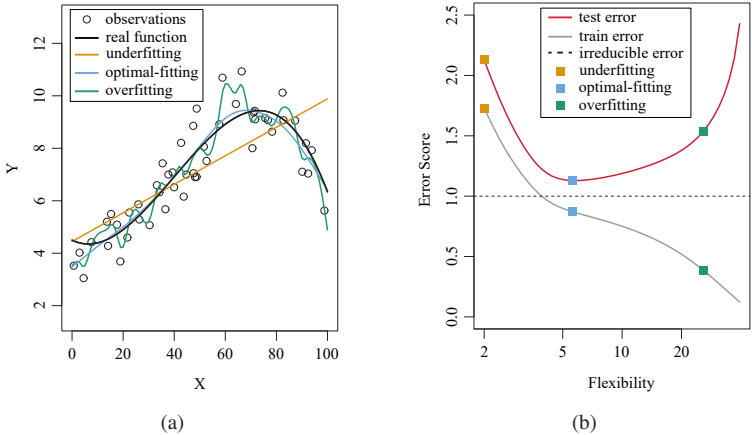 observations
real function
underfitting
optimal-fitting
overfitting
12
10
8
6
4
2
Y
0
20
40
60
80
100
X
(a)
test error
train error
irreducible error
underfitting
optimal-fitting
overfitting
2.5
2.0
1.5
1.0
0.5
0.0
Error Score
2
5
10
20
Flexibility
(b)